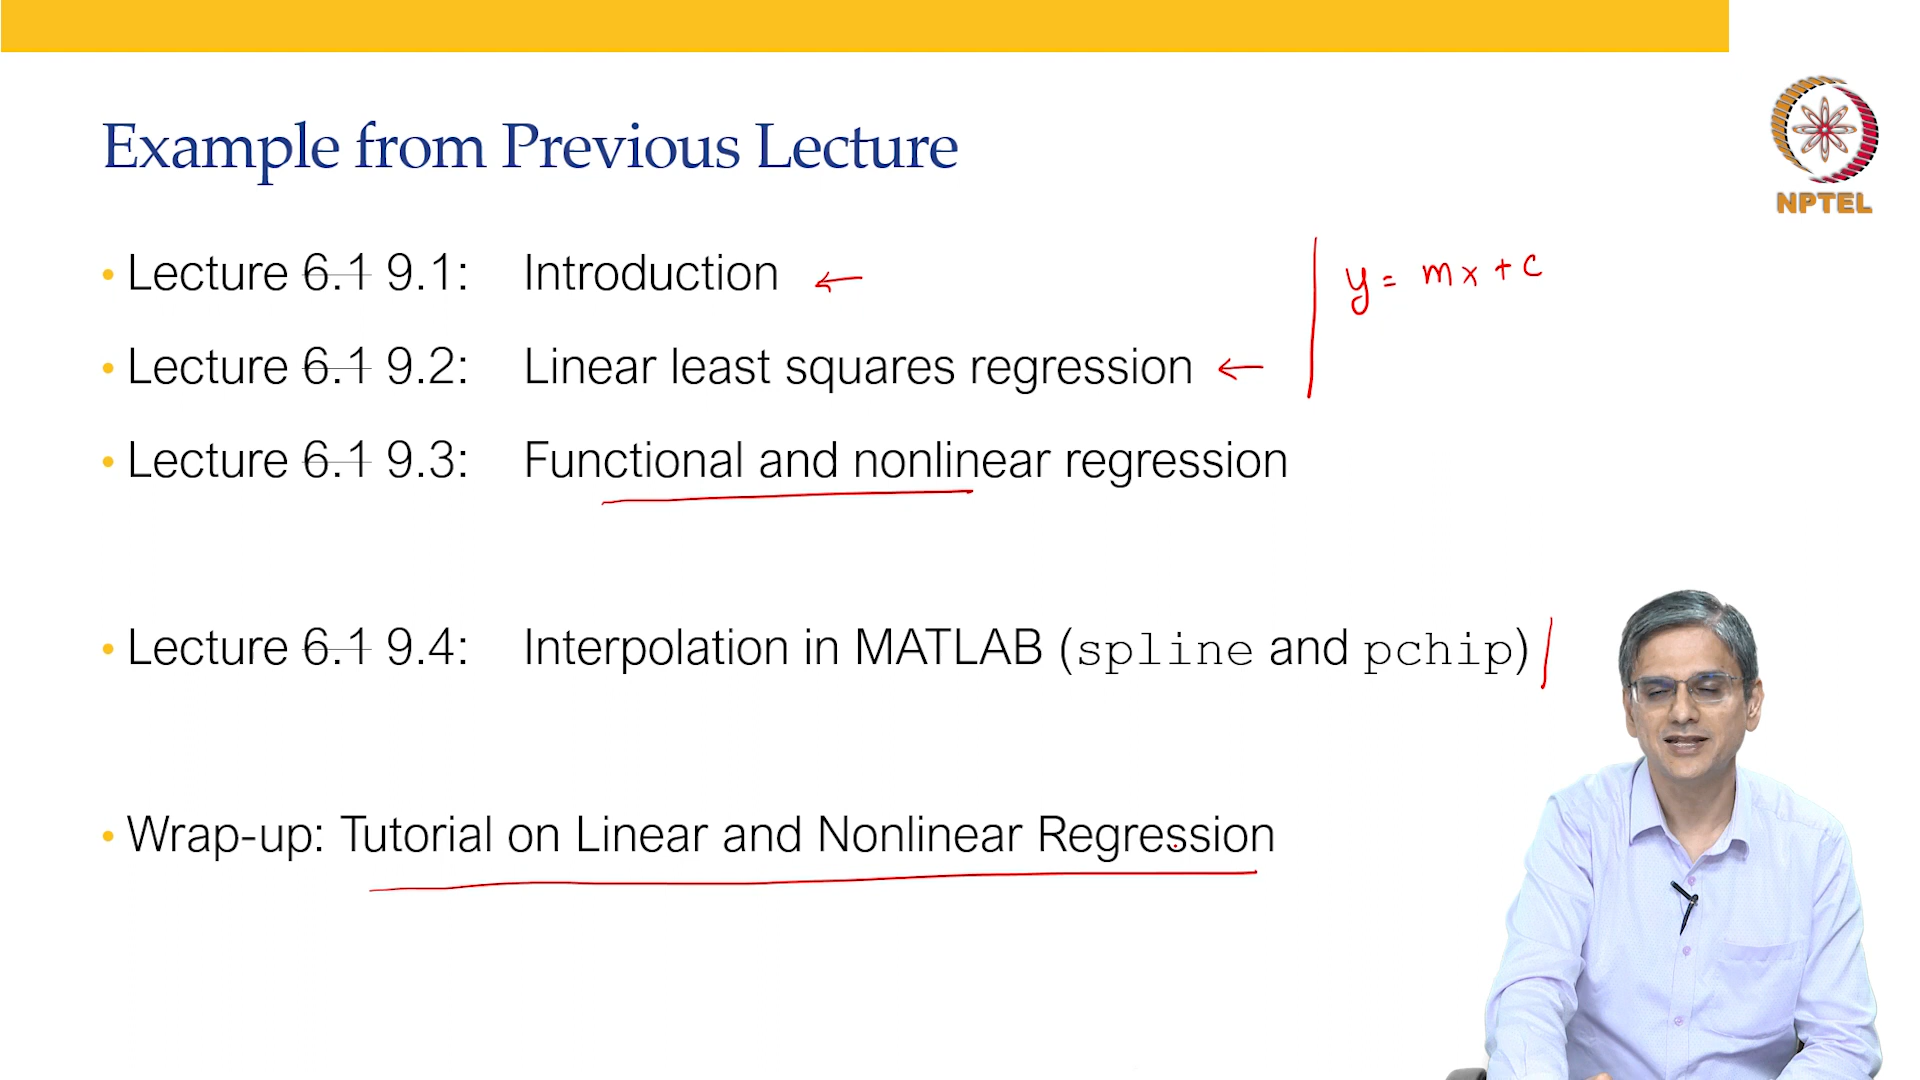 Example from Previous Lecture
NPTEL
• Lecture 6.1 9.1: Introduction ←
y = mx + c
• Lecture 6.1 9.2: Linear least squares regression ←
• Lecture 6.1 9.3: Functional and nonlinear regression
• Lecture 6.1 9.4: Interpolation in MATLAB (spline and pchip)
• Wrap-up: Tutorial on Linear and Nonlinear Regression